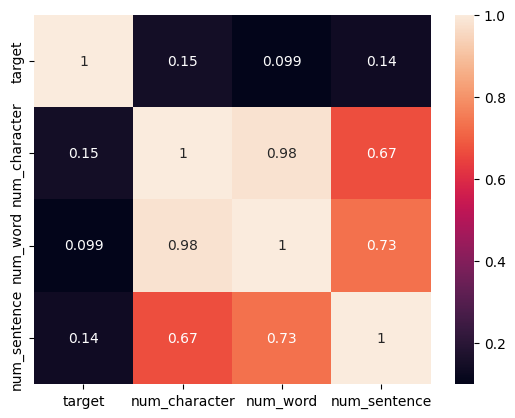 target 1 0.15 0.099 0.14
num_character 0.15 1 0.98 0.67
num_word 0.099 0.98 1 0.73
num_sentence 0.14 0.67 0.73 1
target num_character num_word num_sentence
1.0
0.8
0.6
0.4
0.2